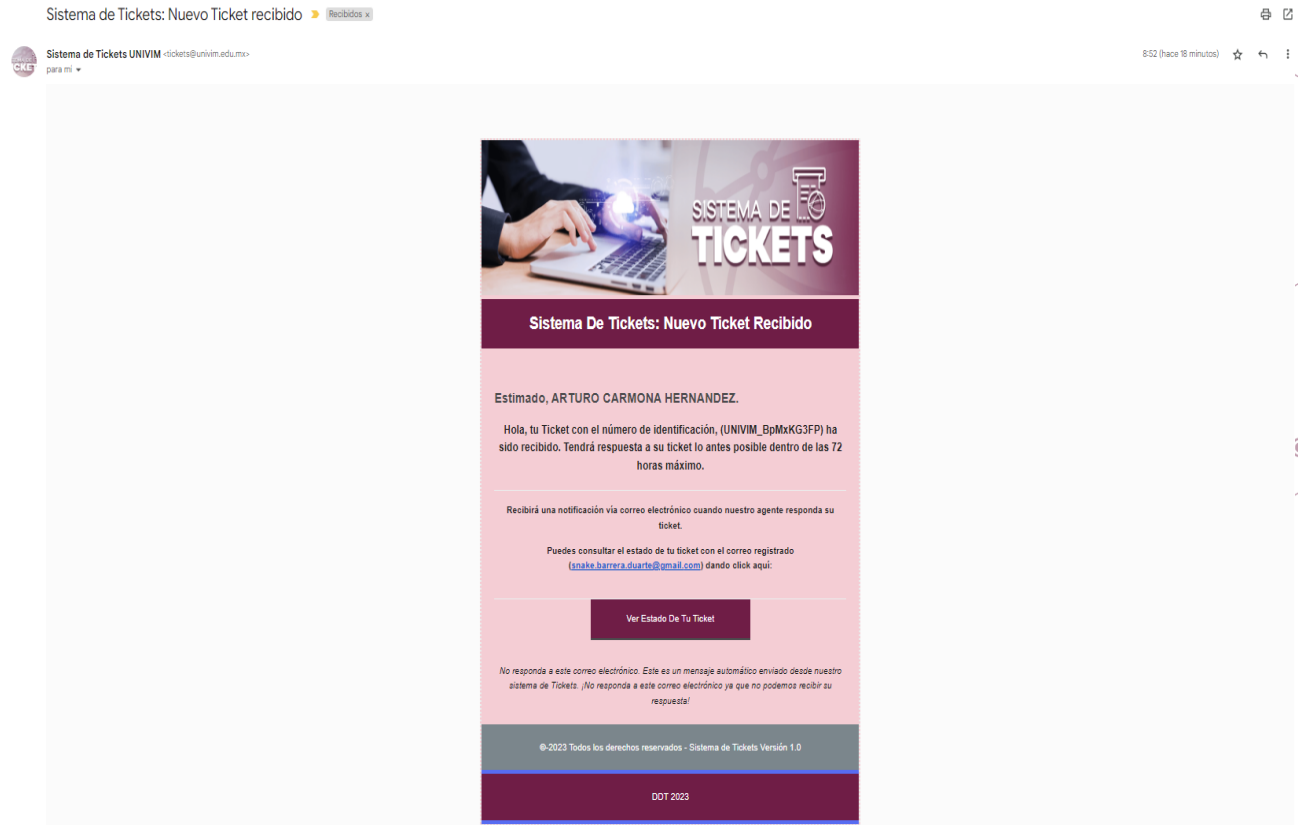 Sistema de Tickets: Nuevo Ticket recibido
Recibidos x
Sistema de Tickets UNIVIM <tickets@univim.edu.mx>
8:52 (hace 18 minutos)
para mí
CKET
SISTEMA DE
TICKETS
Sistema De Tickets: Nuevo Ticket Recibido
Estimado, ARTURO CARMONA HERNANDEZ.
Hola, tu Ticket con el número de identificación, (UNIVIM_BpMxKG3FP) ha
sido recibido. Tendrá respuesta a su ticket lo antes posible dentro de las 72
horas máximo.
Recibirá una notificación vía correo electrónico cuando nuestro agente responda su
ticket.
Puedes consultar el estado de tu ticket con el correo registrado
(snake.barrera.duarte@gmail.com) dando click aquí:
Ver Estado De Tu Ticket
No responda a este correo electrónico. Este es un mensaje automático enviado desde nuestro
sistema de Tickets. ¡No responda a este correo electrónico ya que no podemos recibir su
respuesta!
©-2023 Todos los derechos reservados - Sistema de Tickets Versión 1.0
DDT 2023